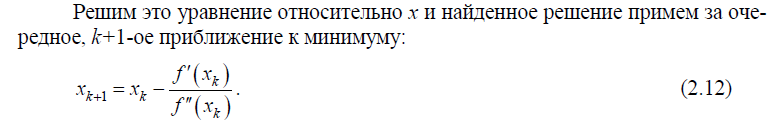 Решим это уравнение относительно x и найденное решение примем за оче-
редное, k+1-ое приближение к минимуму:
x_{k+1} = x_k − f′(x_k) / f″(x_k) . (2.12)